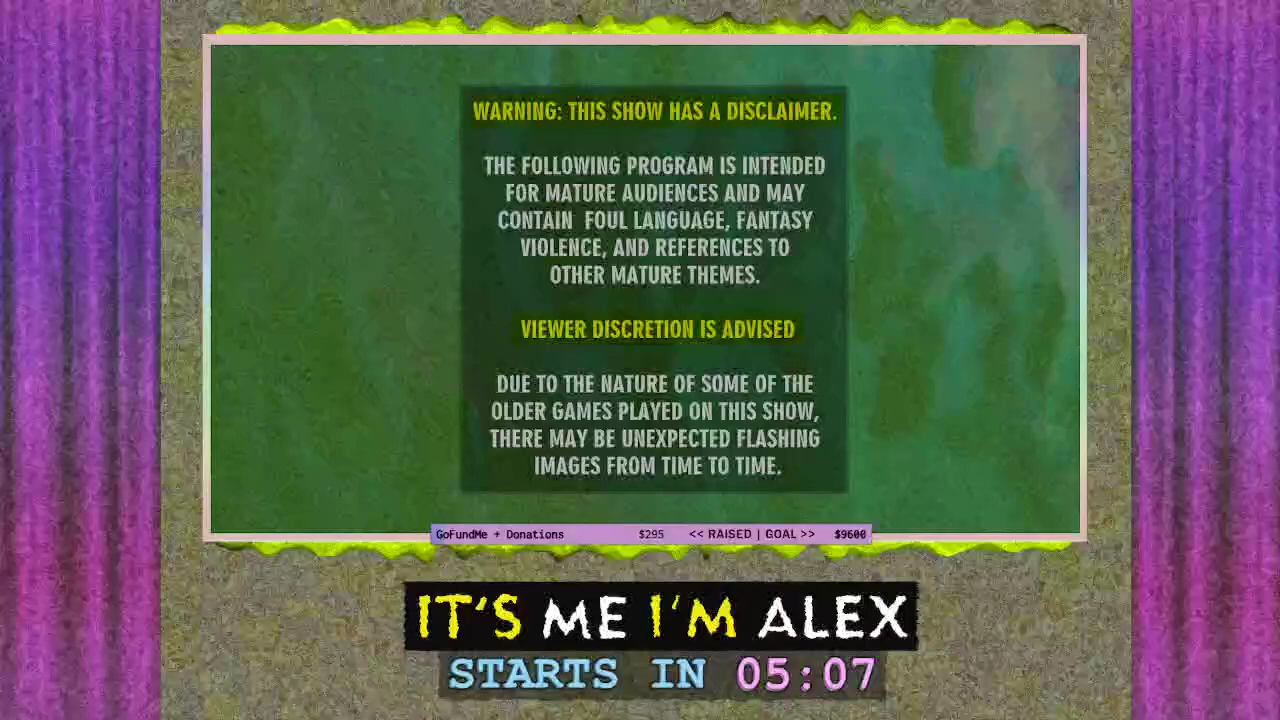 WARNING: THIS SHOW HAS A DISCLAIMER.
THE FOLLOWING PROGRAM IS INTENDED
FOR MATURE AUDIENCES AND MAY
CONTAIN FOUL LANGUAGE, FANTASY
VIOLENCE, AND REFERENCES TO
OTHER MATURE THEMES.
VIEWER DISCRETION IS ADVISED
DUE TO THE NATURE OF SOME OF THE
OLDER GAMES PLAYED ON THIS SHOW,
THERE MAY BE UNEXPECTED FLASHING
IMAGES FROM TIME TO TIME.
GoFundMe + Donations $295 << RAISED | GOAL >> $9600
IT'S ME I'M ALEX
STARTS IN 05:07